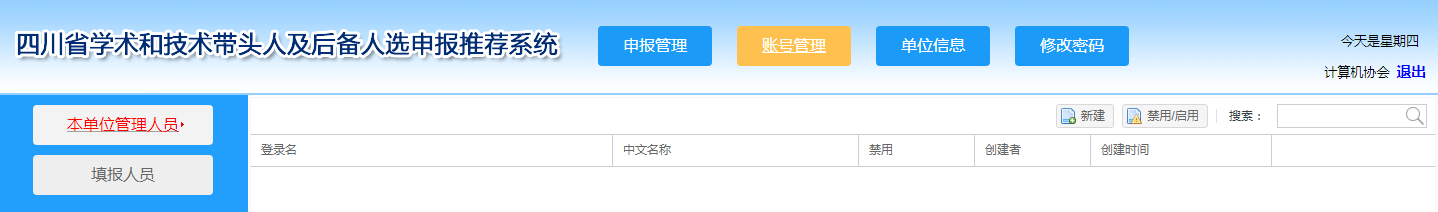 四川省学术和技术带头人及后备人选申报推荐系统
申报管理 账号管理 单位信息 修改密码
今天是星期四
计算机协会 退出
本单位管理人员
填报人员
新建 禁用/启用 搜索：
登录名 中文名称 禁用 创建者 创建时间